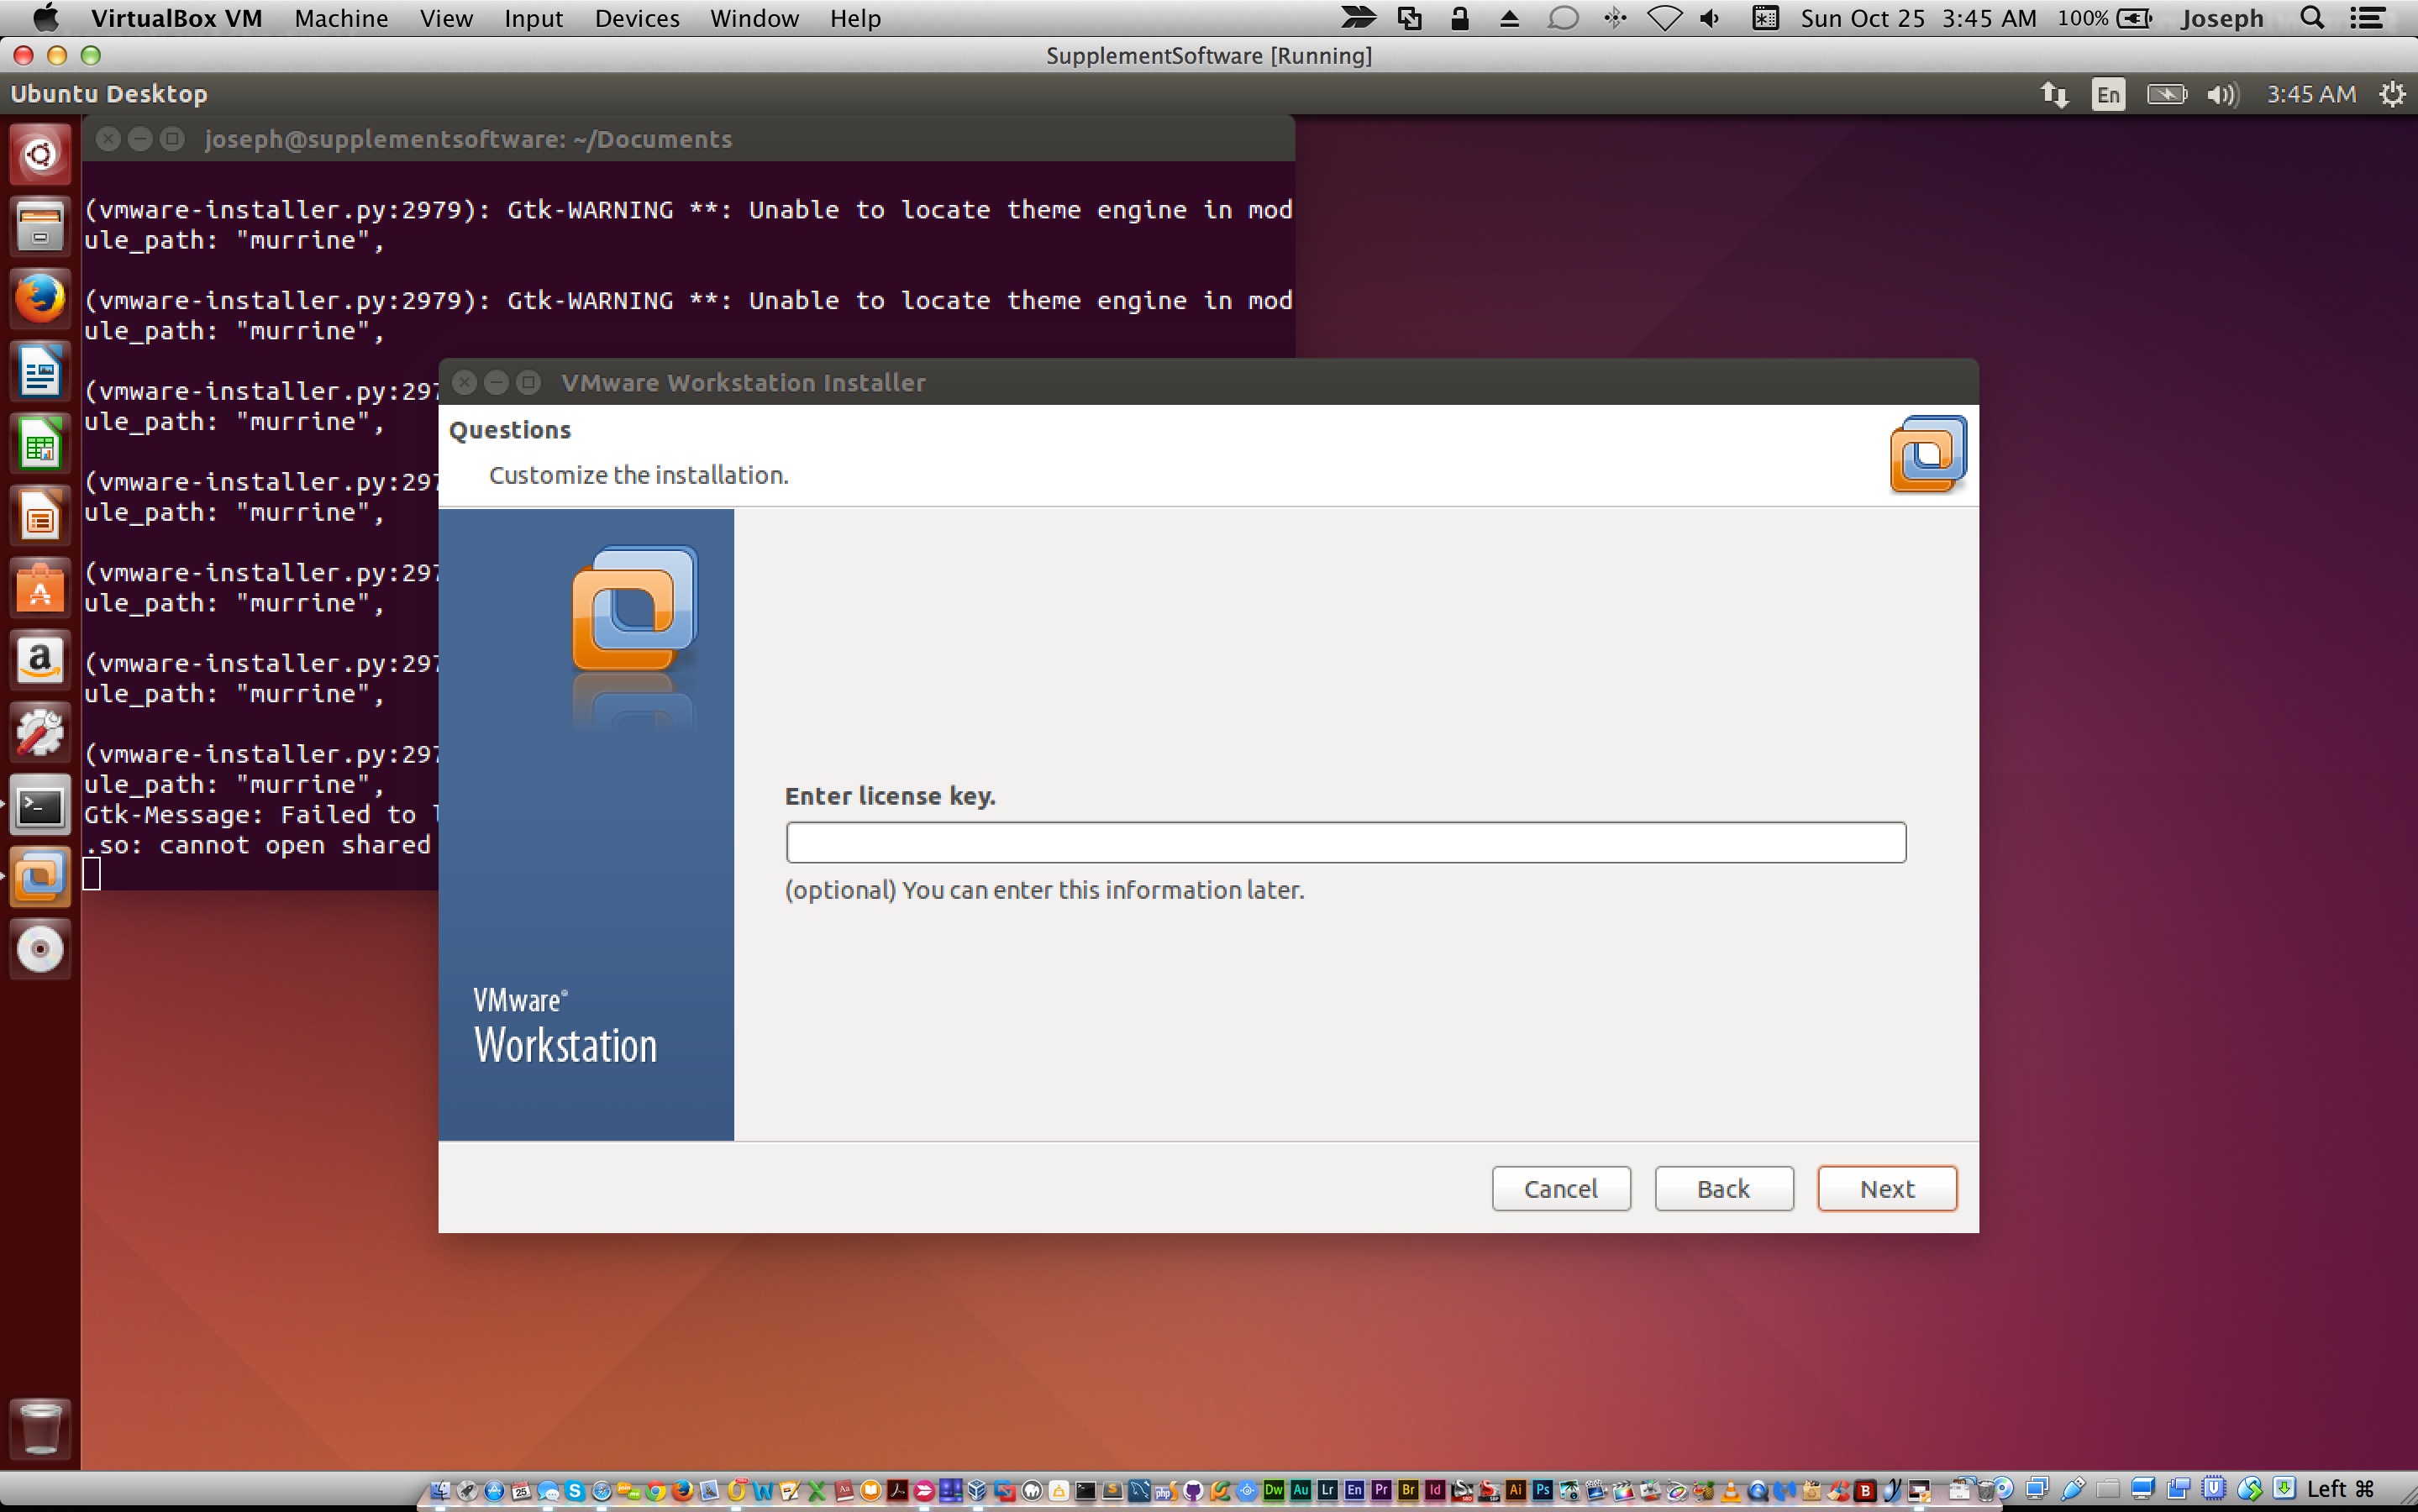 VirtualBox VM Machine View Input Devices Window Help Sun Oct 25 3:45 AM 100% Joseph
SupplementSoftware [Running]
Ubuntu Desktop En 3:45 AM
joseph@supplementsoftware: ~/Documents
(vmware-installer.py:2979): Gtk-WARNING **: Unable to locate theme engine in mod
ule_path: "murrine",
(vmware-installer.py:2979): Gtk-WARNING **: Unable to locate theme engine in mod
ule_path: "murrine",
(vmware-installer.py:297
ule_path: "murrine",
(vmware-installer.py:297
ule_path: "murrine",
(vmware-installer.py:297
ule_path: "murrine",
(vmware-installer.py:297
ule_path: "murrine",
(vmware-installer.py:297
ule_path: "murrine",
Gtk-Message: Failed to l
.so: cannot open shared
VMware Workstation Installer
Questions
Customize the installation.
Enter license key.
(optional) You can enter this information later.
VMware®
Workstation
Cancel Back Next
Dw Au Lr En Pr Br Id Ai Ps B Left ⌘